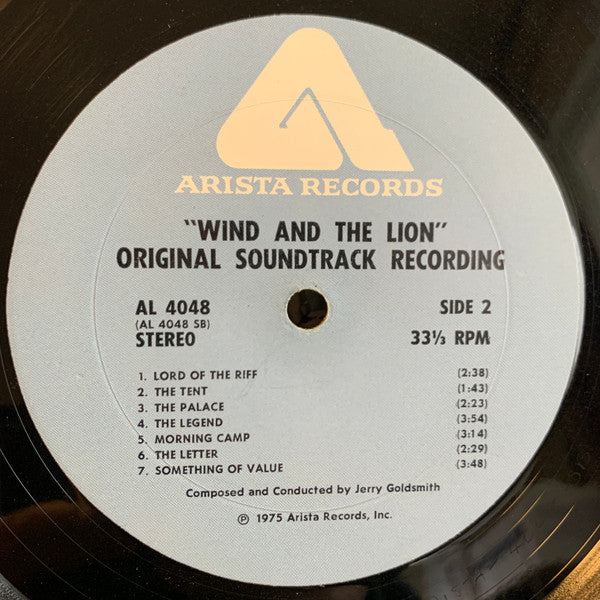 ARISTA RECORDS
"WIND AND THE LION"
ORIGINAL SOUNDTRACK RECORDING
AL 4048 SIDE 2
(AL 4048 SB)
STEREO 33⅓ RPM
1. LORD OF THE RIFF (2:38)
2. THE TENT (1:43)
3. THE PALACE (2:23)
4. THE LEGEND (3:54)
5. MORNING CAMP (3:14)
6. THE LETTER (2:29)
7. SOMETHING OF VALUE (3:48)
Composed and Conducted by Jerry Goldsmith
℗ 1975 Arista Records, Inc.